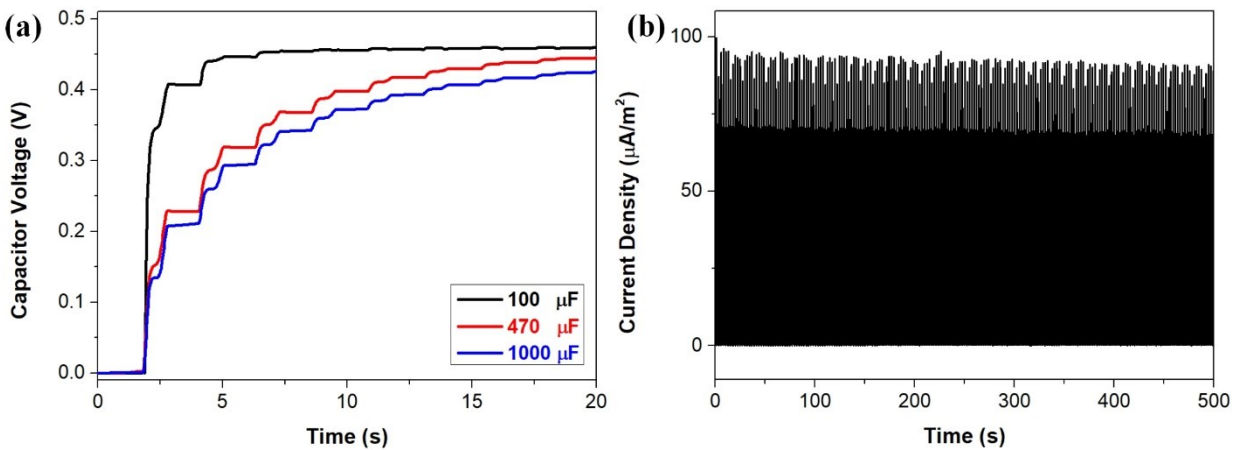 (a)
0.5
0.4
0.3
0.2
0.1
0.0
Capacitor Voltage (V)
100 μF
470 μF
1000 μF
0 5 10 15 20
Time (s)
(b)
100
50
0
Current Density (μA/m²)
0 100 200 300 400 500
Time (s)